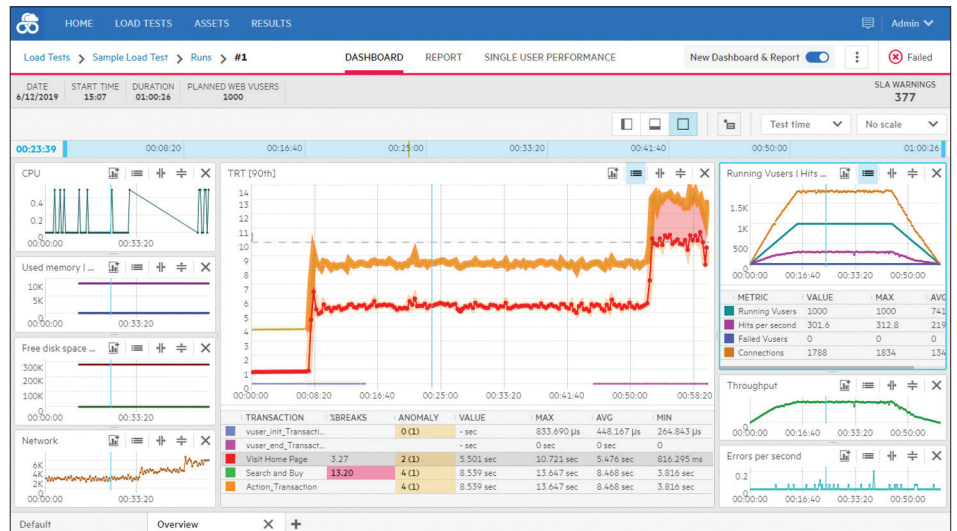 HOME LOAD TESTS ASSETS RESULTS Admin
Load Tests > Sample Load Test > Runs > #1 DASHBOARD REPORT SINGLE USER PERFORMANCE New Dashboard & Report Failed
DATE START TIME DURATION PLANNED WEB VUSERS SLA WARNINGS
6/12/2019 15:07 01:00:26 1000 377
Test time No scale
00:23:39 00:08:20 00:16:40 00:25:00 00:33:20 00:41:40 00:50:00 01:00:26
CPU
0.4
0.2
0
00:00:00 00:33:20
Used memory | ...
10K
5K
0
00:00:00 00:33:20
Free disk space ...
300K
200K
100K
0
00:00:00 00:33:20
Network
6K
4K
2K
0
00:00:00 00:33:20
TRT [90th]
14
13
12
11
10
9
8
7
6
5
4
3
2
1
0
00:00:00 00:08:20 00:16:40 00:25:00 00:33:20 00:41:40 00:50:00 00:58:20
TRANSACTION %BREAKS ANOMALY VALUE MAX AVG MIN
vuser_init_Transacti... 0 (1) - sec 833.690 µs 448.167 µs 264.843 µs
vuser_end_Transact... - sec 0 sec 0 sec 0
Visit Home Page 3.27 2 (1) 5.501 sec 10.721 sec 5.476 sec 816.295 ms
Search and Buy 13.20 4 (1) 8.539 sec 13.647 sec 8.468 sec 3.816 sec
Action_Transaction 4 (1) 8.539 sec 13.647 sec 8.468 sec 3.816 sec
Running Vusers | Hits ...
1.5K
1K
500
0
00:00:00 00:16:40 00:33:20 00:50:00
METRIC VALUE MAX AVG
Running Vusers 1000 1000 741
Hits per second 301.6 312.8 219
Failed Vusers 0 0 0
Connections 1788 1834 134
Throughput
00:00:00 00:16:40 00:33:20 00:50:00
Errors per second
0.2
0
00:00:00 00:16:40 00:33:20 00:50:00
Default Overview